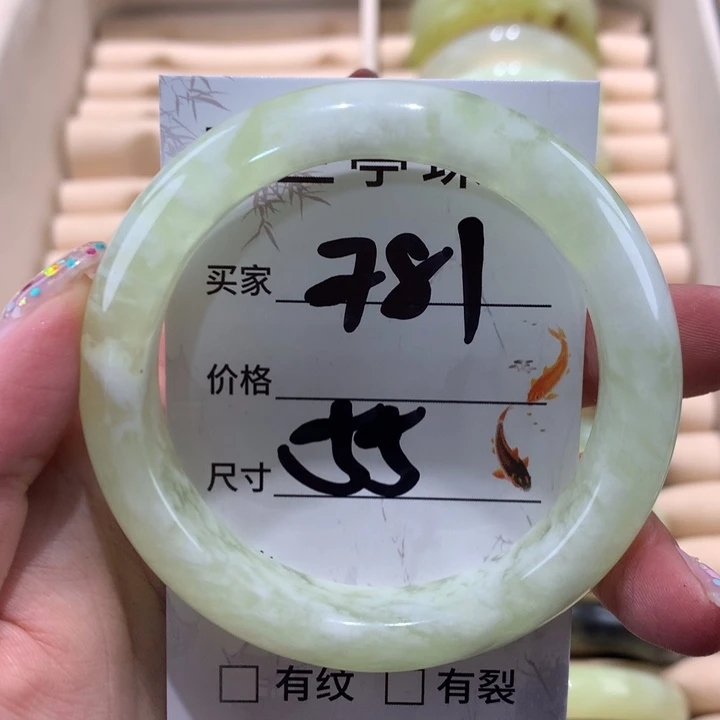 买家 781
价格
尺寸 55
□ 有纹 □ 有裂